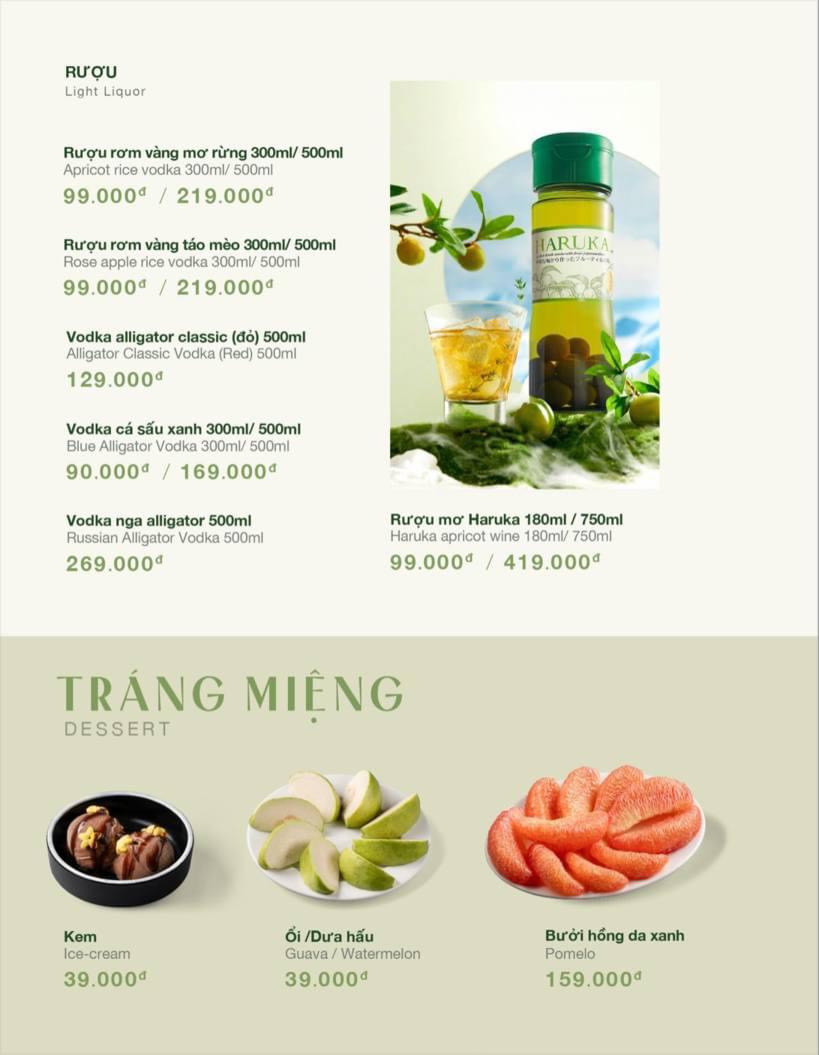 RƯỢU
Light Liquor
Rượu rơm vàng mơ rừng 300ml/ 500ml
Apricot rice vodka 300ml/ 500ml
99.000đ / 219.000đ
Rượu rơm vàng táo mèo 300ml/ 500ml
Rose apple rice vodka 300ml/ 500ml
99.000đ / 219.000đ
Vodka alligator classic (đỏ) 500ml
Alligator Classic Vodka (Red) 500ml
129.000đ
Vodka cá sấu xanh 300ml/ 500ml
Blue Alligator Vodka 300ml/ 500ml
90.000đ / 169.000đ
Vodka nga alligator 500ml
Russian Alligator Vodka 500ml
269.000đ
HARUKA
Rượu mơ Haruka 180ml / 750ml
Haruka apricot wine 180ml/ 750ml
99.000đ / 419.000đ
TRÁNG MIỆNG
DESSERT
Kem
Ice-cream
39.000đ
Ổi /Dưa hấu
Guava / Watermelon
39.000đ
Bưởi hồng da xanh
Pomelo
159.000đ